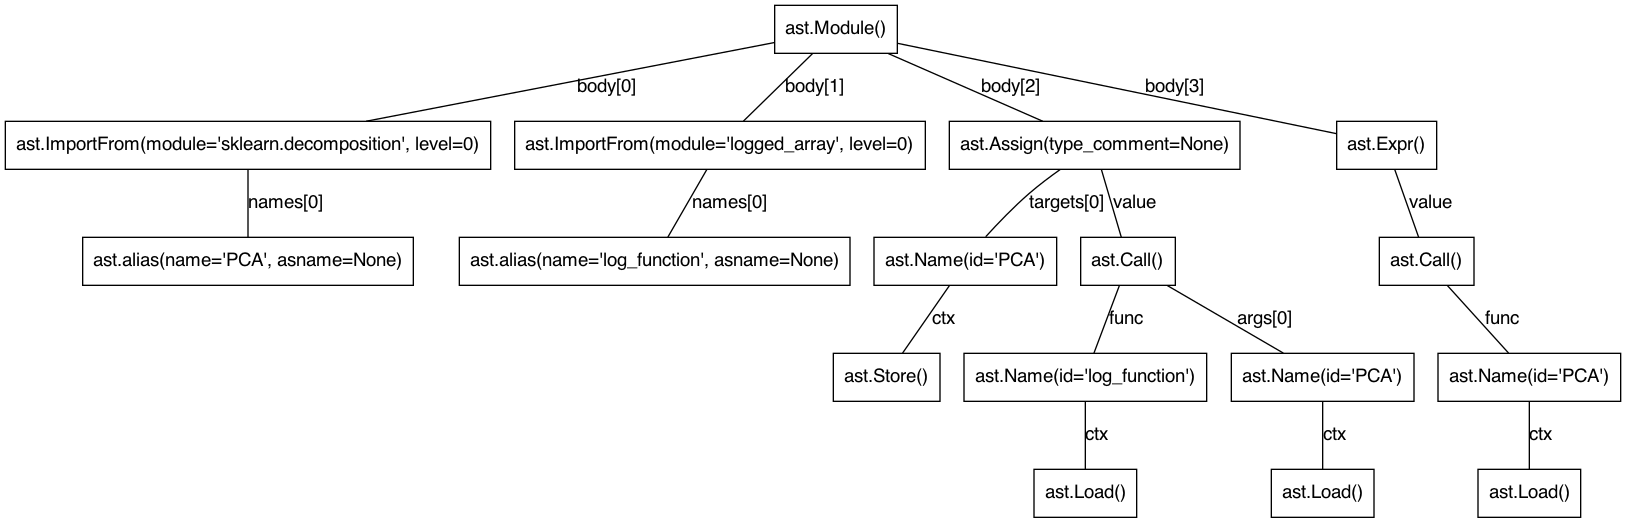 ast.Module()
body[0]
body[1]
body[2]
body[3]
ast.ImportFrom(module='sklearn.decomposition', level=0)
ast.ImportFrom(module='logged_array', level=0)
ast.Assign(type_comment=None)
ast.Expr()
names[0]
names[0]
targets[0]
value
value
ast.alias(name='PCA', asname=None)
ast.alias(name='log_function', asname=None)
ast.Name(id='PCA')
ast.Call()
ast.Call()
ctx
func
args[0]
func
ast.Store()
ast.Name(id='log_function')
ast.Name(id='PCA')
ast.Name(id='PCA')
ctx
ctx
ctx
ast.Load()
ast.Load()
ast.Load()